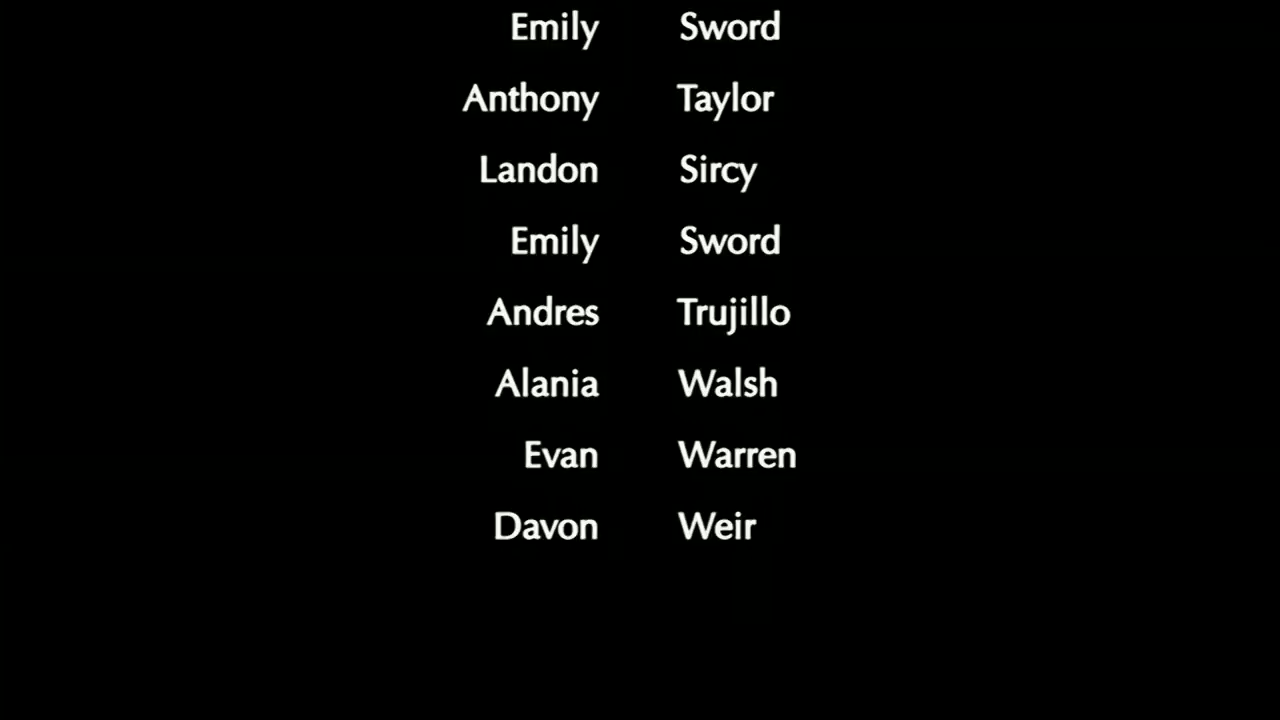 Emily Sword
Anthony Taylor
Landon Sircy
Emily Sword
Andres Trujillo
Alania Walsh
Evan Warren
Davon Weir